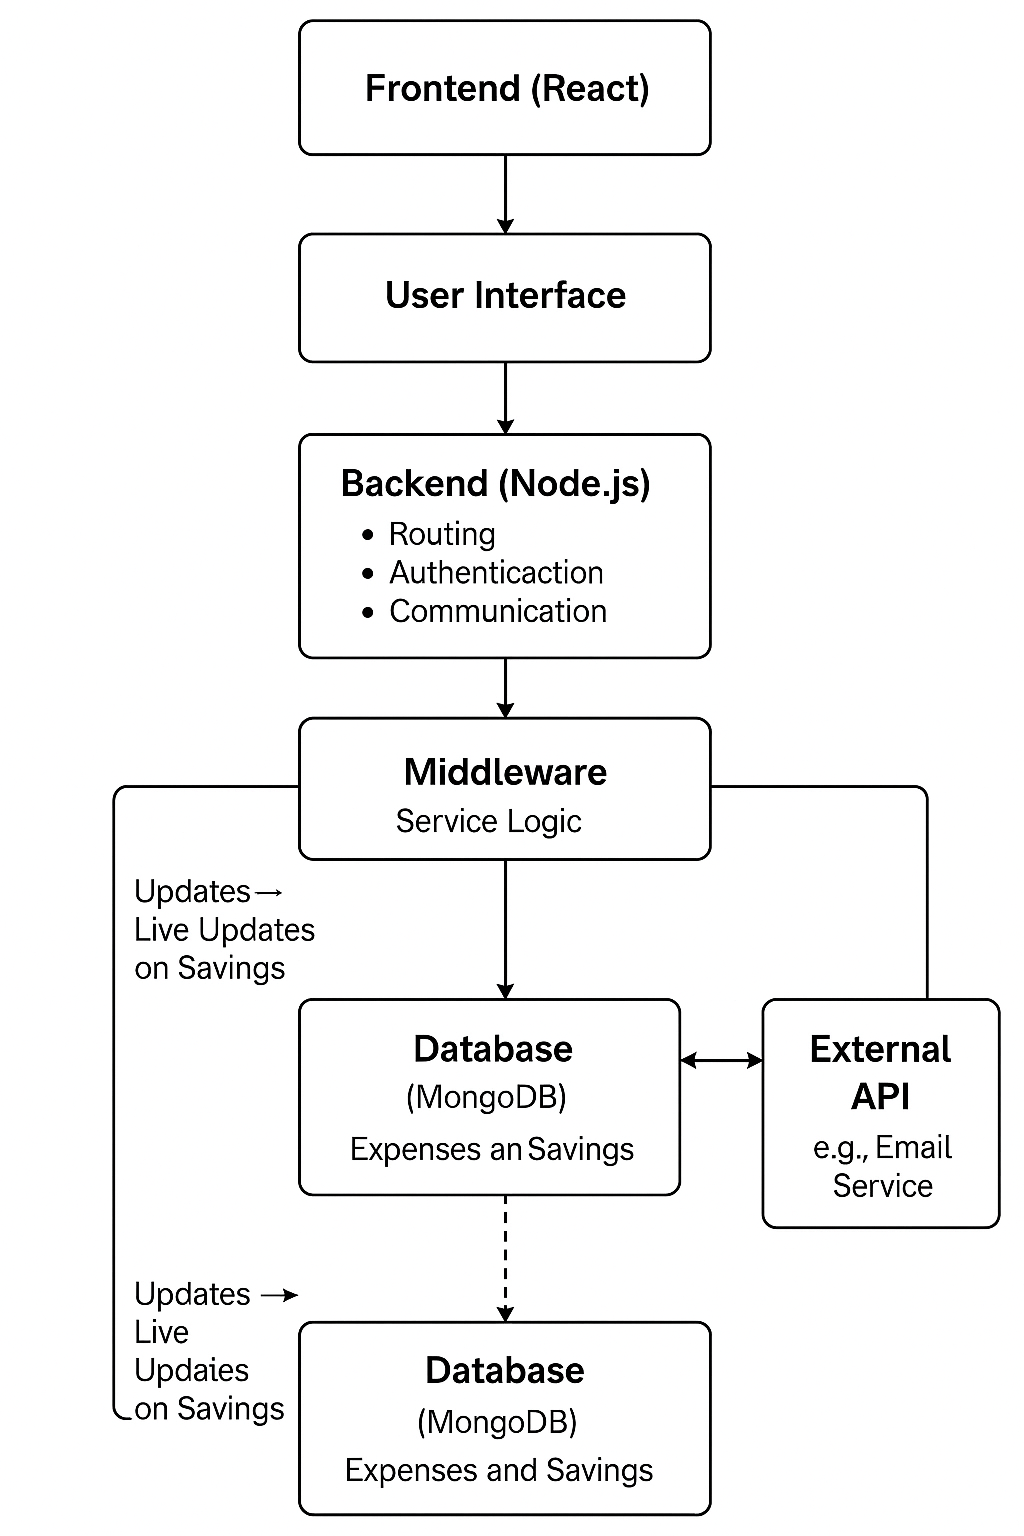 Frontend (React)
User Interface
Backend (Node.js)
• Routing
• Authenticaction
• Communication
Middleware
Service Logic
Updates→
Live Updates
on Savings
Database
(MongoDB)
Expenses an Savings
External
API
e.g., Email
Service
Updates →
Live
Updaies
on Savings
Database
(MongoDB)
Expenses and Savings